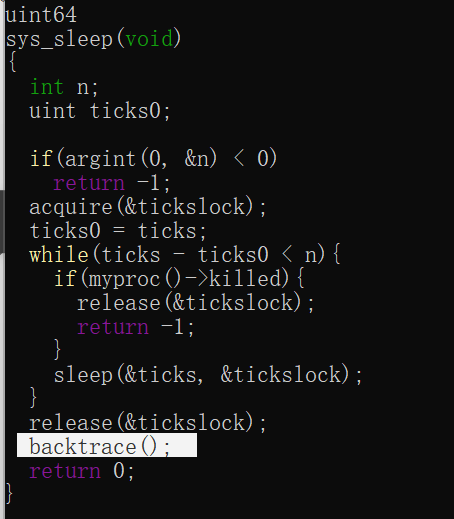 uint64
sys_sleep(void)
{
  int n;
  uint ticks0;

  if(argint(0, &n) < 0)
    return -1;
  acquire(&tickslock);
  ticks0 = ticks;
  while(ticks - ticks0 < n){
    if(myproc()->killed){
      release(&tickslock);
      return -1;
    }
    sleep(&ticks, &tickslock);
  }
  release(&tickslock);
  backtrace();
  return 0;
}